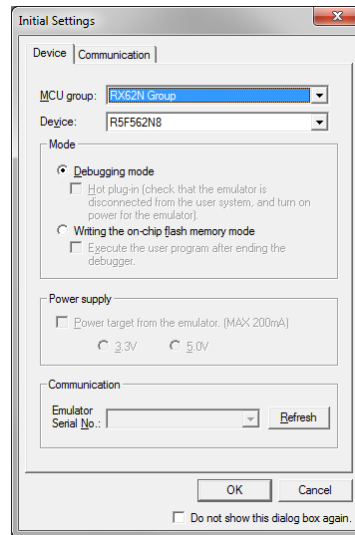 Initial Settings
Device
Communication
MCU group:
RX62N Group
Device:
R5F562N8
Mode
Debugging mode
Hot plug-in (check that the emulator is
disconnected from the user system, and turn on
power for the emulator).
Writing the on-chip flash memory mode
Execute the user program after ending the
debugger.
Power supply
Power target from the emulator. (MAX 200mA)
3.3V
5.0V
Communication
Emulator
Serial No.:
Refresh
OK
Cancel
Do not show this dialog box again.